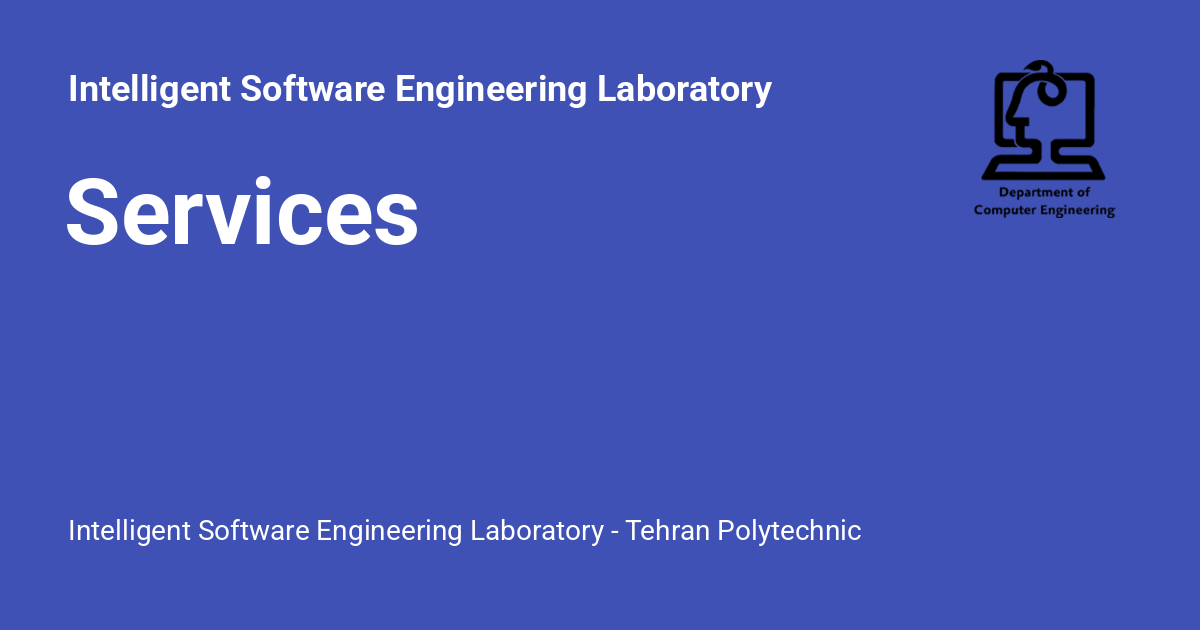 Intelligent Software Engineering Laboratory
Services
Department of
Computer Engineering
Intelligent Software Engineering Laboratory - Tehran Polytechnic